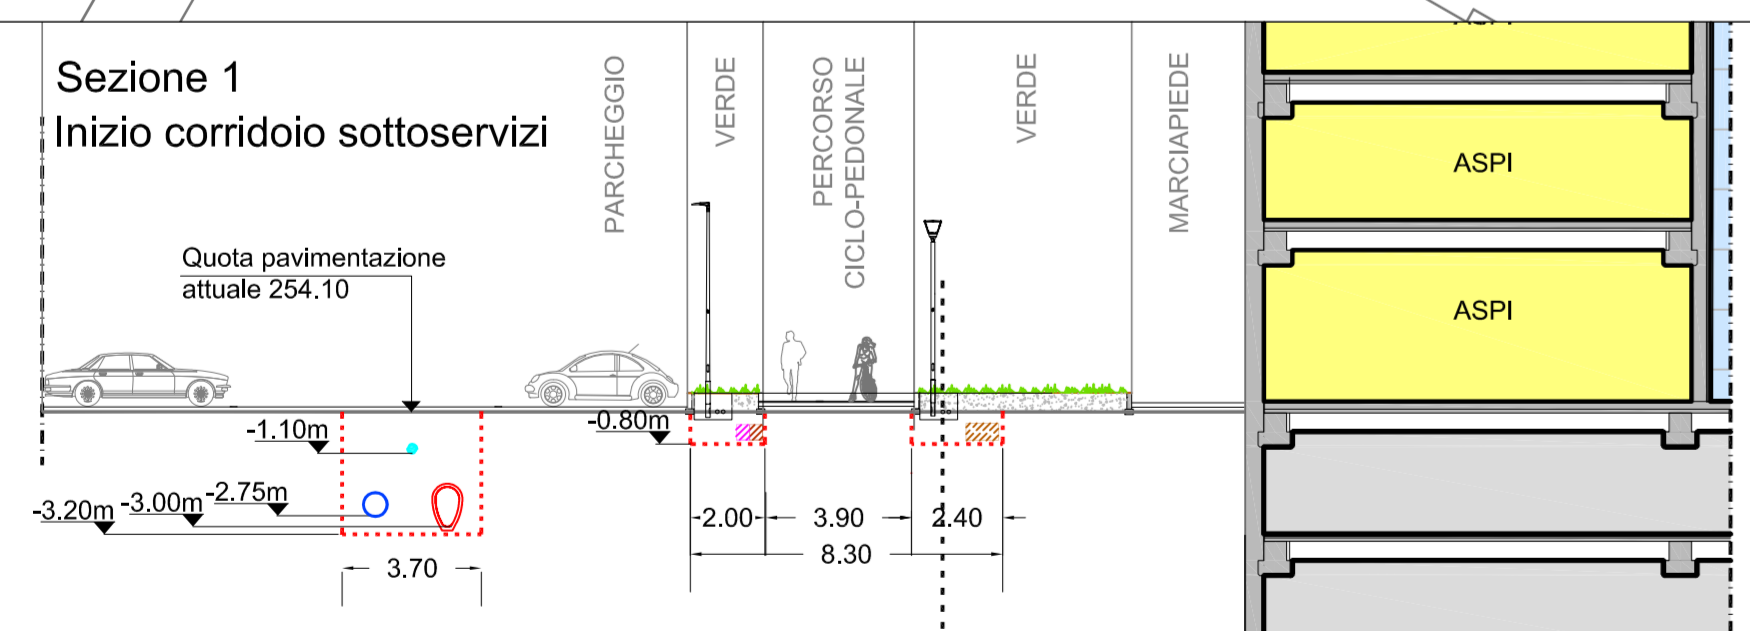 Sezione 1
Inizio corridoio sottoservizi
PARCHEGGIO
VERDE
PERCORSO
CICLO-PEDONALE
VERDE
MARCIAPIEDE
ASPI
ASPI
Quota pavimentazione
attuale 254.10
-1.10m
-0.80m
-2.75m
-3.00m
-3.20m
2.00
3.90
2.40
8.30
3.70